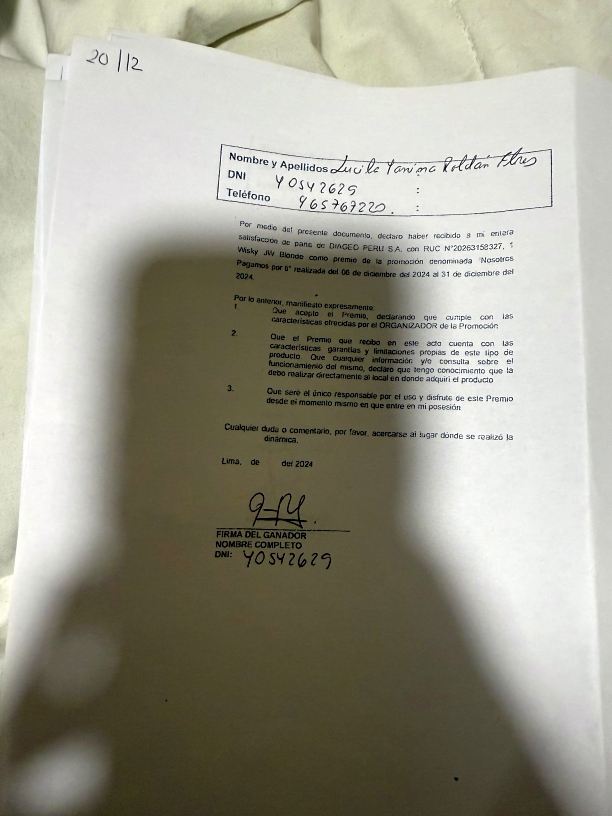 20/12
Nombre y Apellidos Lucila Yanina Roldán Flores
DNI 40542629 :
Teléfono 965767220. :
Por medio del presente documento, declaro haber recibido a mi entera
satisfacción de parte de DIAGEO PERU S.A. con RUC N°20263158327, 1
Wisky JW Blonde como premio de la promoción denominada "Nosotros
Pagamos por ti" realizada del 06 de diciembre del 2024 al 31 de diciembre del
2024.
Por lo anterior, manifiesto expresamente:
1. Que acepto el Premio, declarando que cumple con las
características ofrecidas por el ORGANIZADOR de la Promoción
2. Que el Premio que recibo en este acto cuenta con las
características garantías y limitaciones propias de este tipo de
producto. Que cualquier información y/o consulta sobre el
funcionamiento del mismo, declaro que tengo conocimiento que la
debo realizar directamente al local en donde adquirí el producto
3. Que seré el único responsable por el uso y disfrute de este Premio
desde el momento mismo en que entre en mi posesión
Cualquier duda o comentario, por favor, acercarse al lugar donde se realizó la
dinámica.
Lima, de del 2024
FIRMA DEL GANADOR
NOMBRE COMPLETO
DNI: 40542629